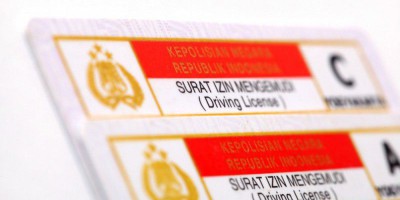 KEPOLISIAN NEGARA
REPUBLIK INDONESIA
SURAT IZIN MENGEMUDI
( Driving License )
C
KEPOLISIAN NEGARA
REPUBLIK INDONESIA
SURAT IZIN MENGEMUDI
( Driving License )
A